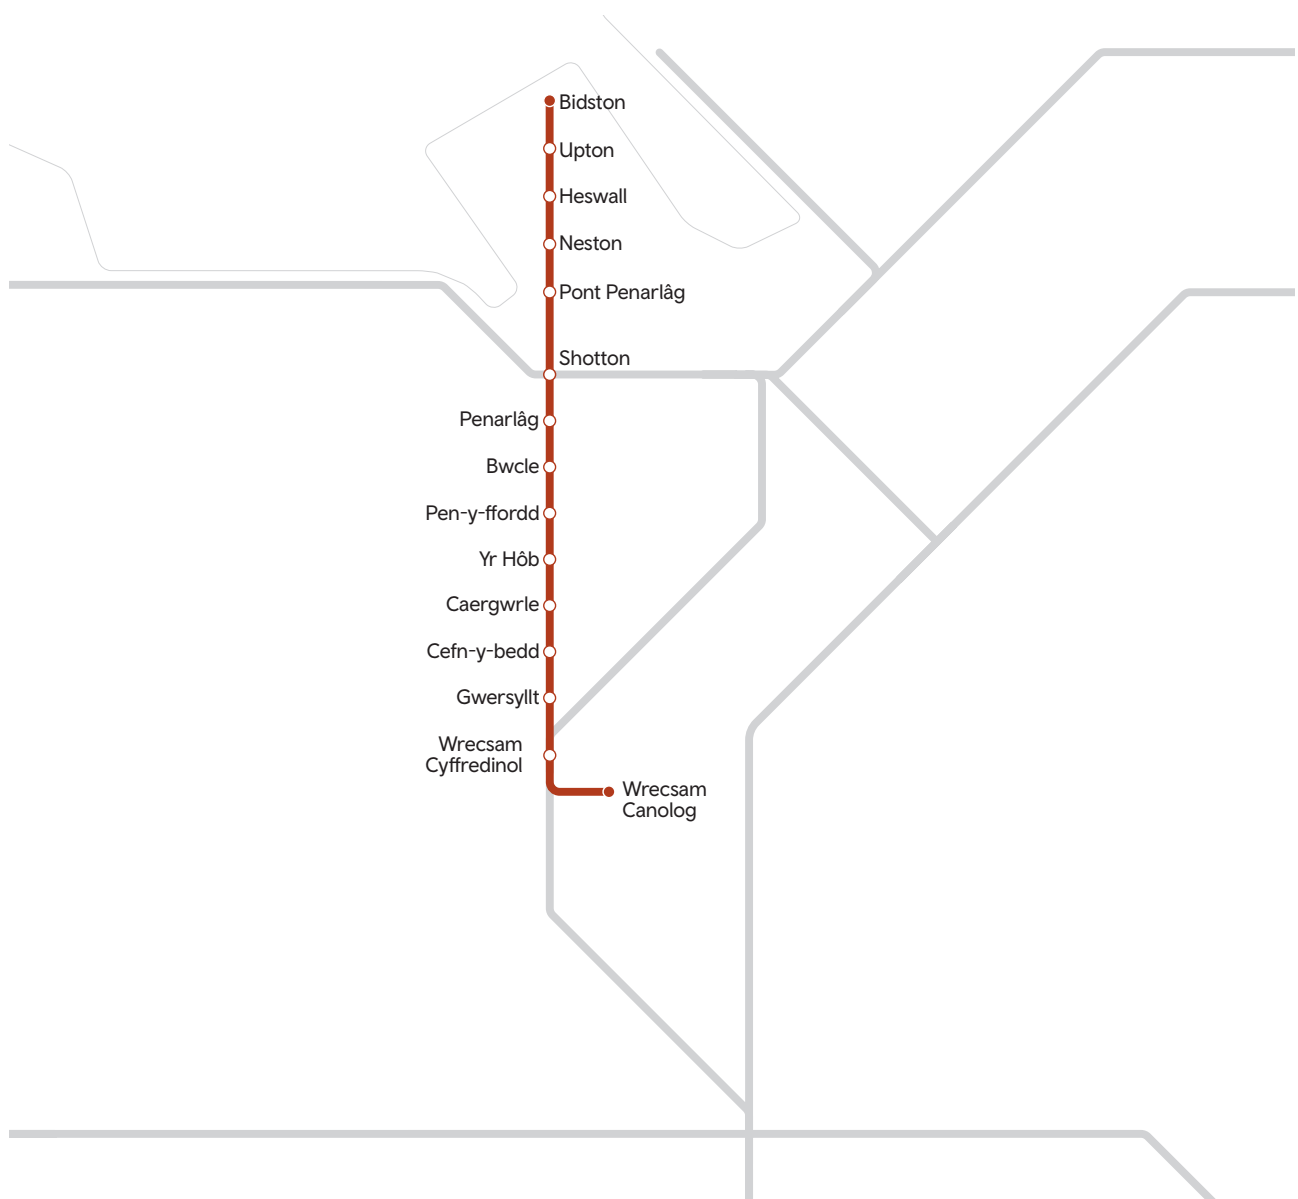 Bidston
Upton
Heswall
Neston
Pont Penarlâg
Shotton
Penarlâg
Bwcle
Pen-y-ffordd
Yr Hôb
Caergwrle
Cefn-y-bedd
Gwersyllt
Wrecsam
Cyffredinol
Wrecsam
Canolog